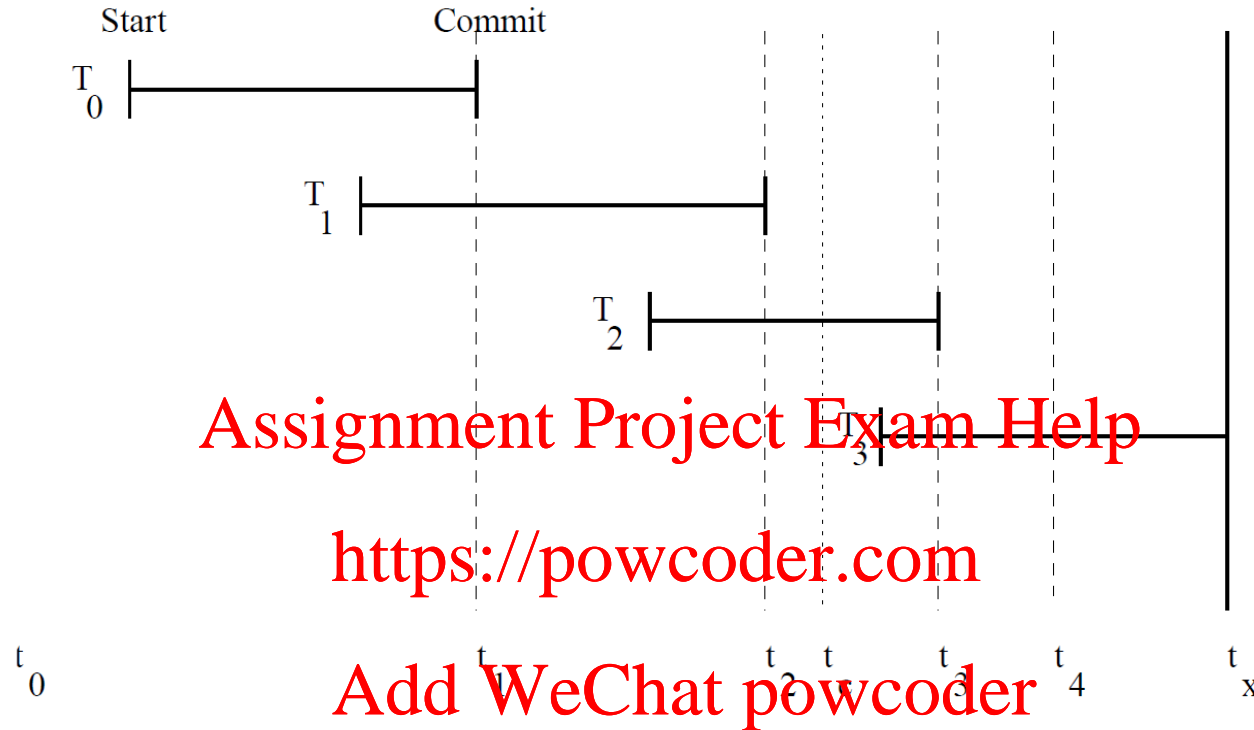 Start Commit
T0
T1
T2
T3
Assignment Project Exam Help
https://powcoder.com
t0 t1 t2 tc t3 t4 tx
Add WeChat powcoder